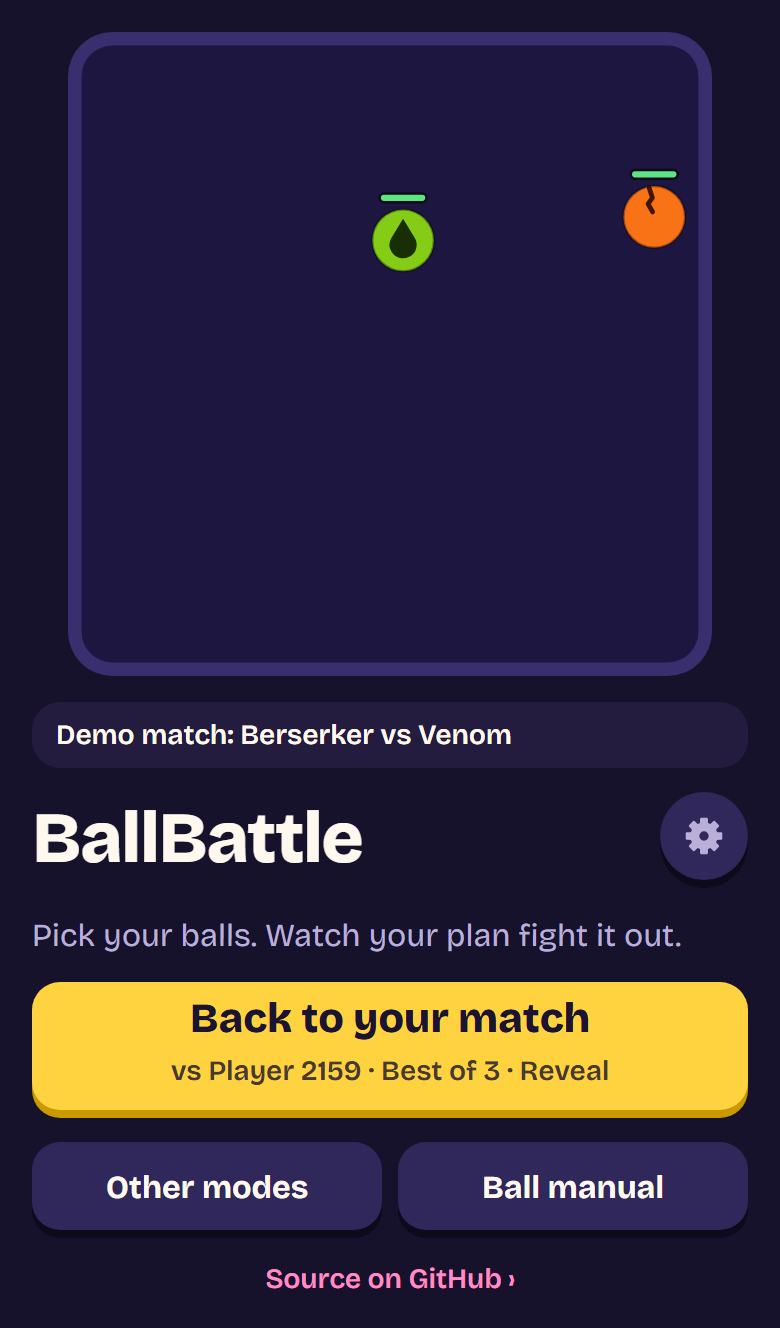 Demo match: Berserker vs Venom
BallBattle
Pick your balls. Watch your plan fight it out.
Back to your match
vs Player 2159 · Best of 3 · Reveal
Other modes
Ball manual
Source on GitHub ›